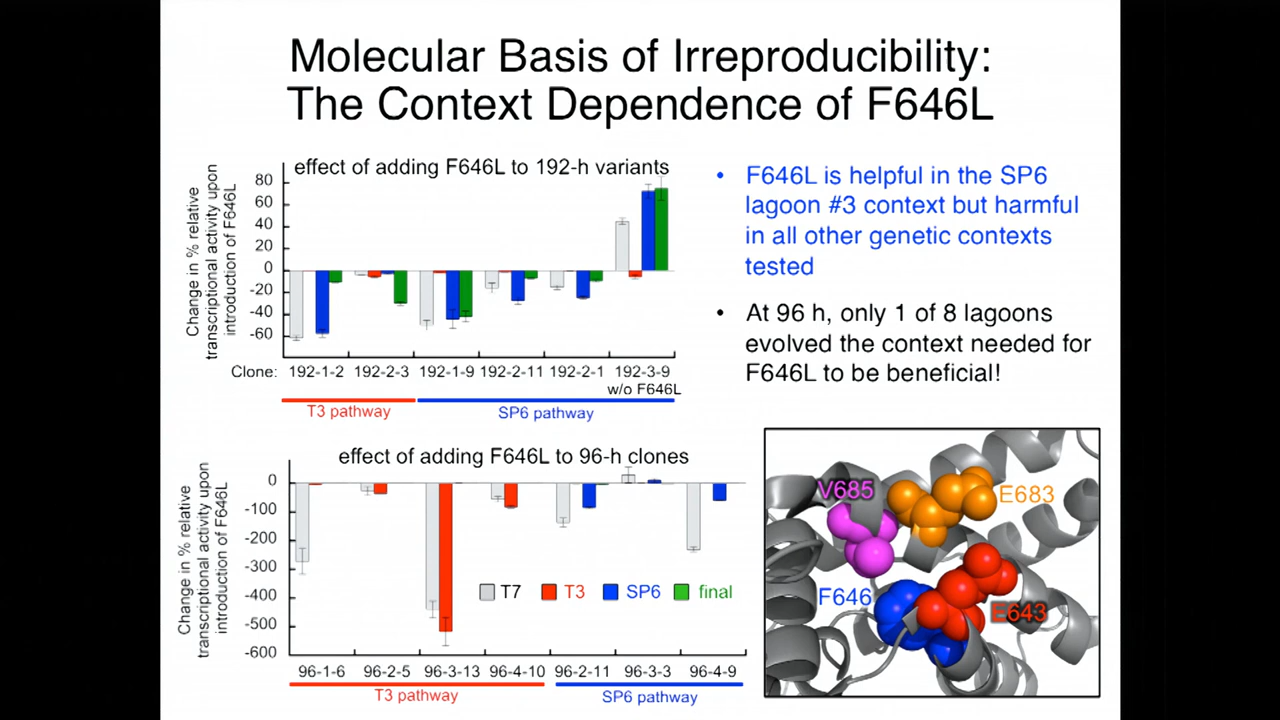 Molecular Basis of Irreproducibility:
The Context Dependence of F646L
effect of adding F646L to 192-h variants
Change in % relative
transcriptional activity upon
introduction of F646L
80
60
40
20
0
-20
-40
-60
Clone: 192-1-2 192-2-3 192-1-9 192-2-11 192-2-1 192-3-9
w/o F646L
T3 pathway SP6 pathway
• F646L is helpful in the SP6
lagoon #3 context but harmful
in all other genetic contexts
tested
• At 96 h, only 1 of 8 lagoons
evolved the context needed for
F646L to be beneficial!
effect of adding F646L to 96-h clones
Change in % relative
transcriptional activity upon
introduction of F646L
0
-100
-200
-300
-400
-500
-600
T7 T3 SP6 final
96-1-6 96-2-5 96-3-13 96-4-10 96-2-11 96-3-3 96-4-9
T3 pathway SP6 pathway
V685
E683
F646
E643